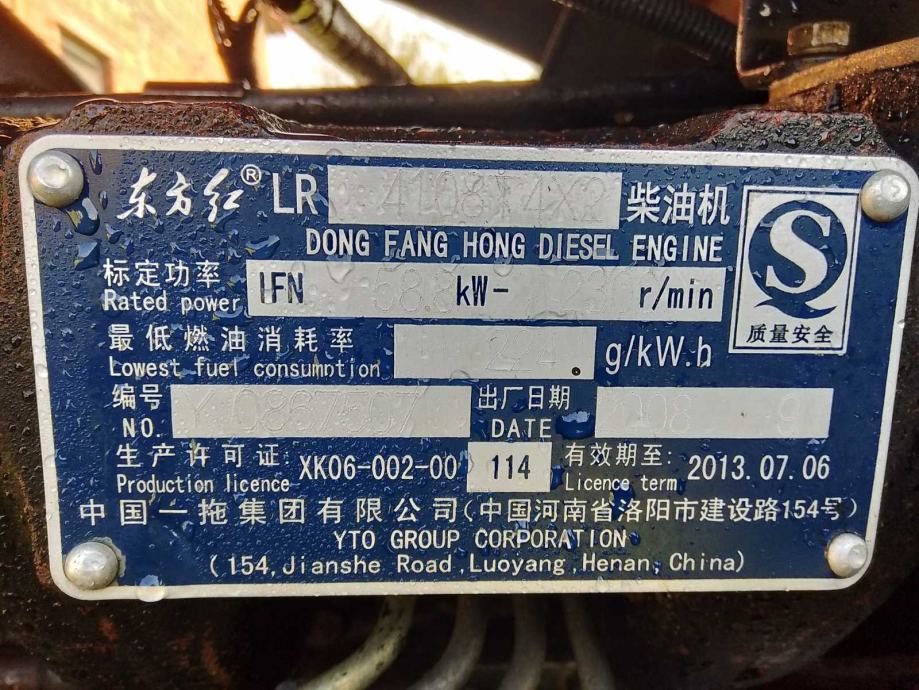 东方红® LR 4108T4X2 柴油机
DONG FANG HONG DIESEL ENGINE
标定功率
Rated power IFN kW- r/min
最低燃油消耗率
Lowest fuel consumption g/kW.h
编号 出厂日期
NO. DATE
生产许可证 XK06-002-00 114 有效期至: 2013.07.06
Production licence Licence term
质量安全
中国一拖集团有限公司(中国河南省洛阳市建设路154号)
YTO GROUP CORPORATION
(154,Jianshe Road,Luoyang,Henan,China)